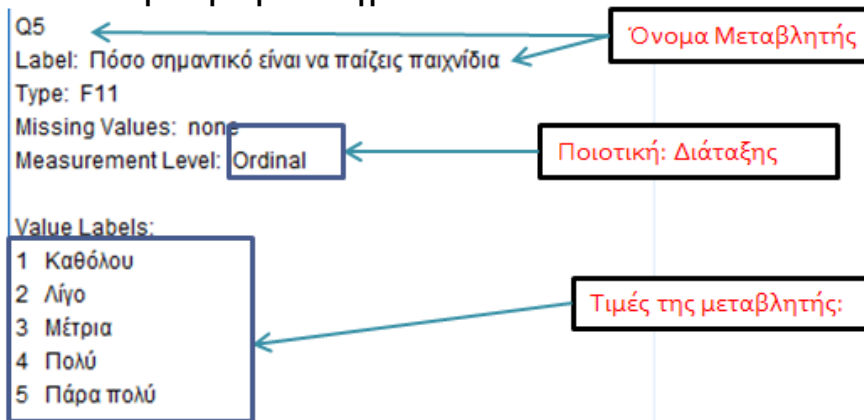 Q5
Όνομα Μεταβλητής
Label: Πόσο σημαντικό είναι να παίζεις παιχνίδια
Type: F11
Missing Values: none
Measurement Level: Ordinal
Ποιοτική: Διάταξης
Value Labels:
1 Καθόλου
2 Λίγο
3 Μέτρια
Τιμές της μεταβλητής:
4 Πολύ
5 Πάρα πολύ